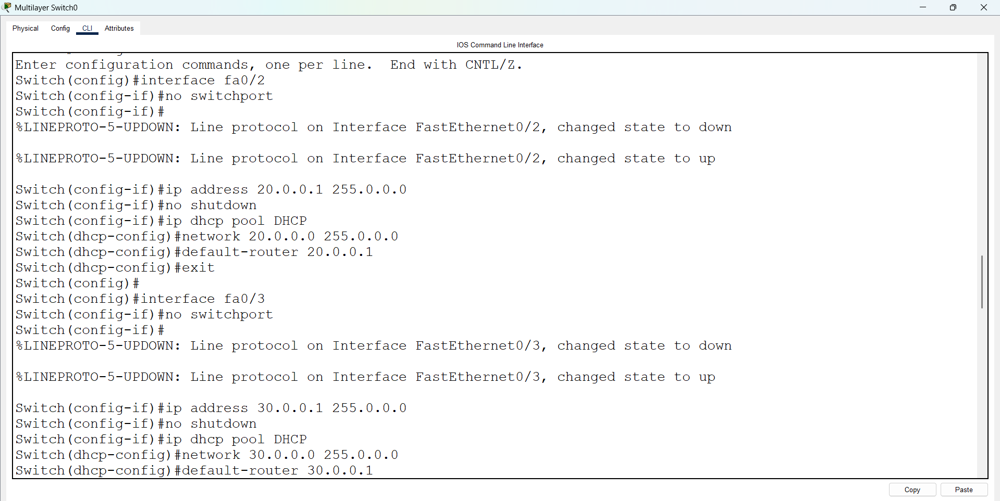 Multilayer Switch0
Physical Config CLI Attributes
IOS Command Line Interface
Enter configuration commands, one per line.  End with CNTL/Z.
Switch(config)#interface fa0/2
Switch(config-if)#no switchport
Switch(config-if)#
%LINEPROTO-5-UPDOWN: Line protocol on Interface FastEthernet0/2, changed state to down
%LINEPROTO-5-UPDOWN: Line protocol on Interface FastEthernet0/2, changed state to up
Switch(config-if)#ip address 20.0.0.1 255.0.0.0
Switch(config-if)#no shutdown
Switch(config-if)#ip dhcp pool DHCP
Switch(dhcp-config)#network 20.0.0.0 255.0.0.0
Switch(dhcp-config)#default-router 20.0.0.1
Switch(dhcp-config)#exit
Switch(config)#
Switch(config)#interface fa0/3
Switch(config-if)#no switchport
Switch(config-if)#
%LINEPROTO-5-UPDOWN: Line protocol on Interface FastEthernet0/3, changed state to down
%LINEPROTO-5-UPDOWN: Line protocol on Interface FastEthernet0/3, changed state to up
Switch(config-if)#ip address 30.0.0.1 255.0.0.0
Switch(config-if)#no shutdown
Switch(config-if)#ip dhcp pool DHCP
Switch(dhcp-config)#network 30.0.0.0 255.0.0.0
Switch(dhcp-config)#default-router 30.0.0.1
Copy Paste